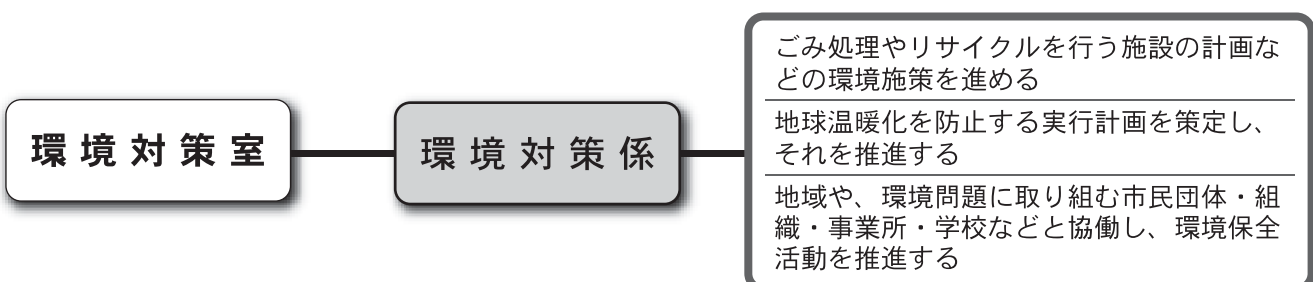 環境対策室
環境対策係
ごみ処理やリサイクルを行う施設の計画な
どの環境施策を進める
地球温暖化を防止する実行計画を策定し、
それを推進する
地域や、環境問題に取り組む市民団体・組
織・事業所・学校などと協働し、環境保全
活動を推進する